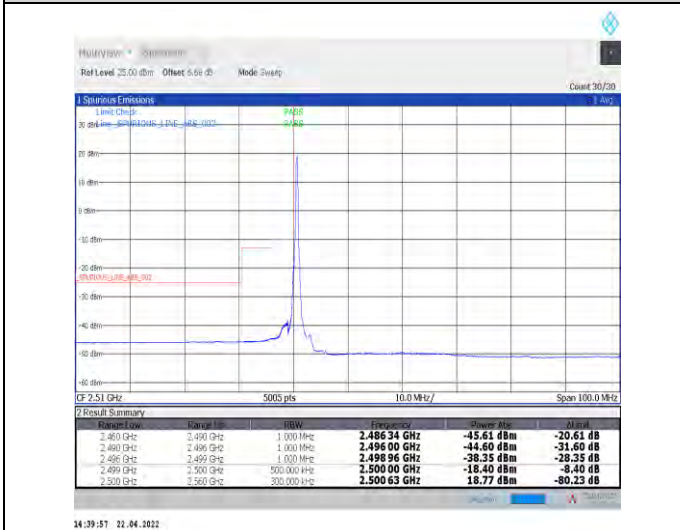 MultiView
Ref Level 25.00 dBm Offset 6.68 dB Mode Sweep
Count 30/30
1 Spurious Emissions 1 Avg
Limit Check PASS
30 dBm Line _SPURIOUS_LINE_ABS_002 PASS
20 dBm
10 dBm
0 dBm
-10 dBm
-20 dBm
_SPURIOUS_LINE_ABS_002
-30 dBm
-40 dBm
-50 dBm
-60 dBm
CF 2.51 GHz 5005 pts 10.0 MHz/ Span 100.0 MHz
2 Result Summary
Range Low Range Up RBW Frequency Power Abs ΔLimit
2.460 GHz 2.490 GHz 1.000 MHz 2.486 34 GHz -45.61 dBm -20.61 dB
2.490 GHz 2.496 GHz 1.000 MHz 2.496 00 GHz -44.60 dBm -31.60 dB
2.496 GHz 2.499 GHz 1.000 MHz 2.498 96 GHz -38.35 dBm -28.35 dB
2.499 GHz 2.500 GHz 500.000 kHz 2.500 00 GHz -18.40 dBm -8.40 dB
2.500 GHz 2.560 GHz 300.000 kHz 2.500 63 GHz 18.77 dBm -80.23 dB
14:39:57 22.04.2022